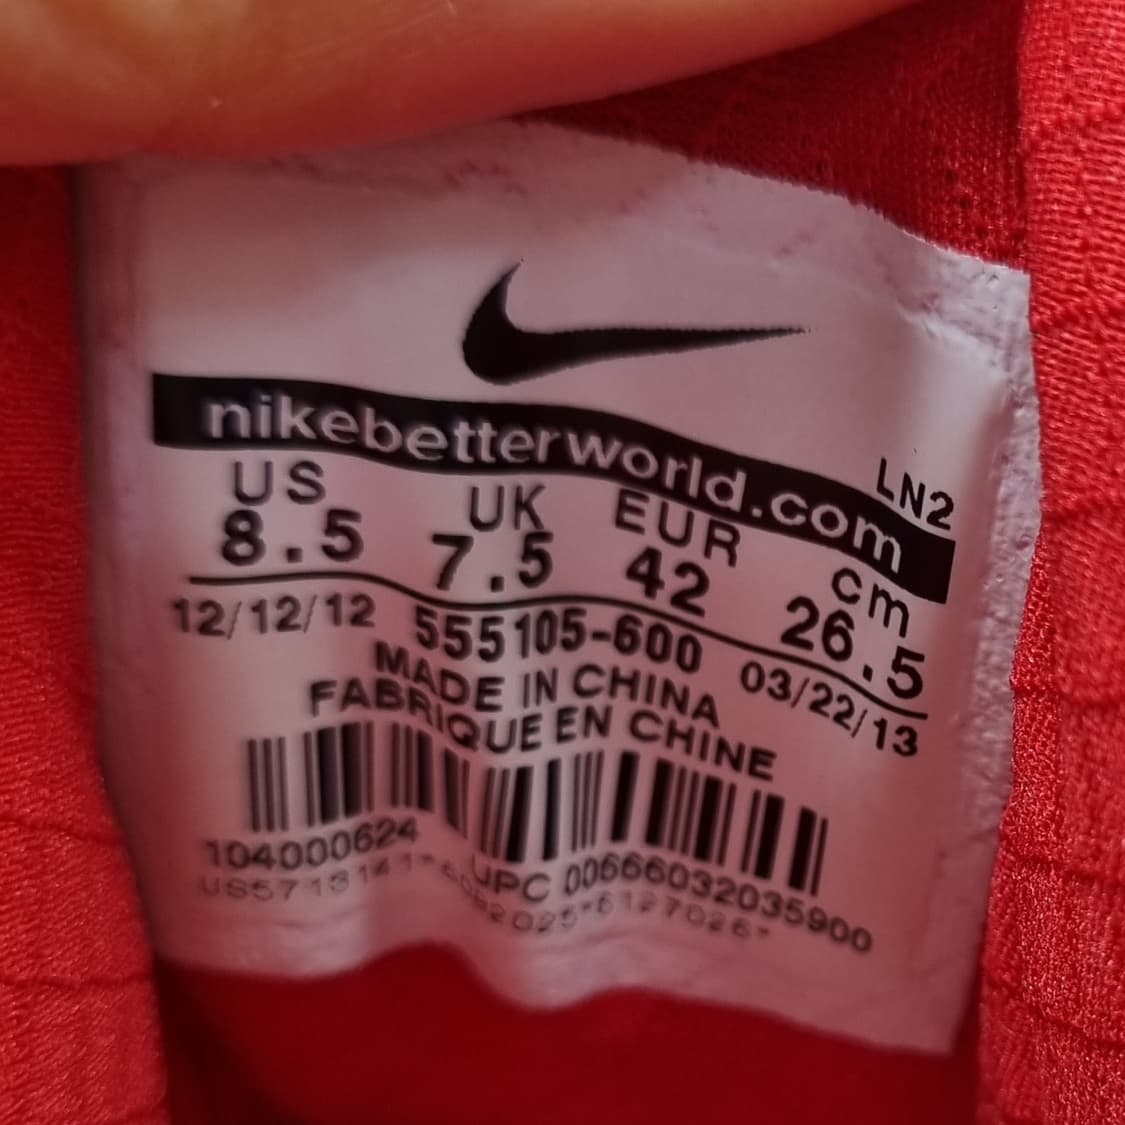 nikebetterworld.com
LN2
US UK EUR cm
8.5 7.5 42 26.5
12/12/12 555105-600 03/22/13
MADE IN CHINA
FABRIQUE EN CHINE
104000624 UPC 00666032035900